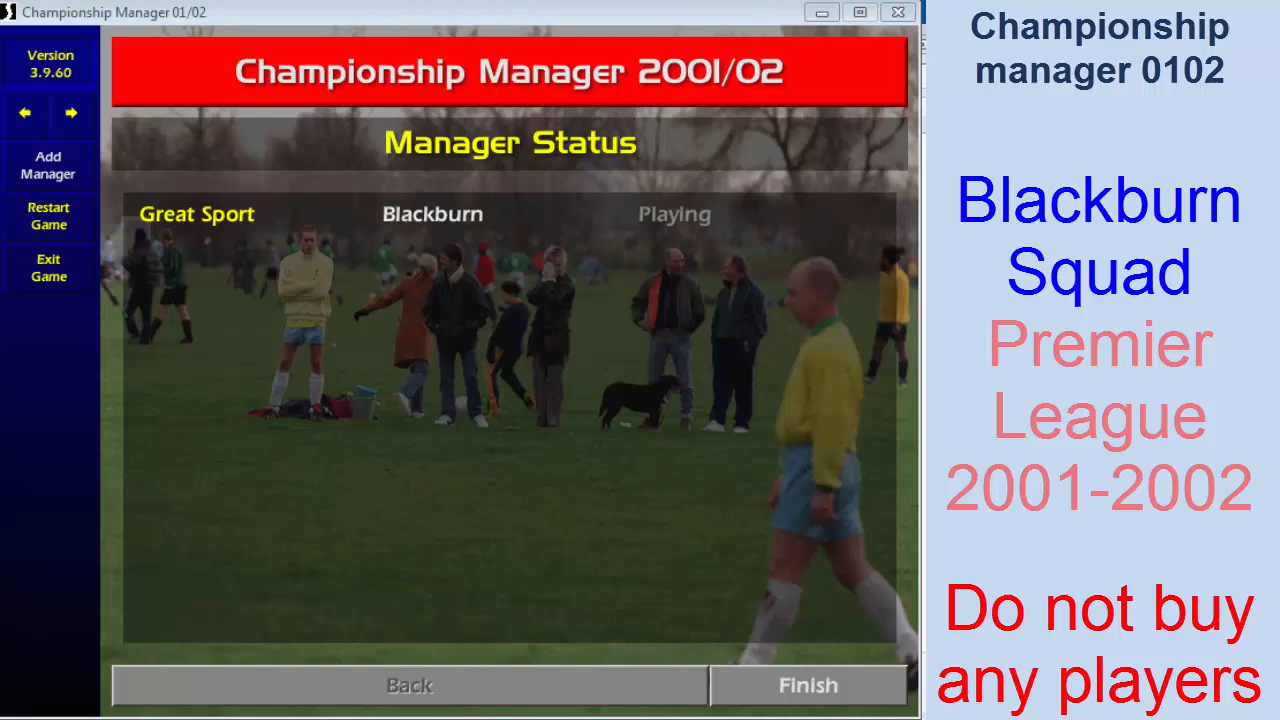 Championship Manager 01/02
Version
3.9.60
Add
Manager
Restart
Game
Exit
Game
Championship Manager 2001/02
Manager Status
Great Sport Blackburn Playing
Back Finish
Championship
manager 0102
Blackburn
Squad
Premier
League
2001-2002
Do not buy
any players